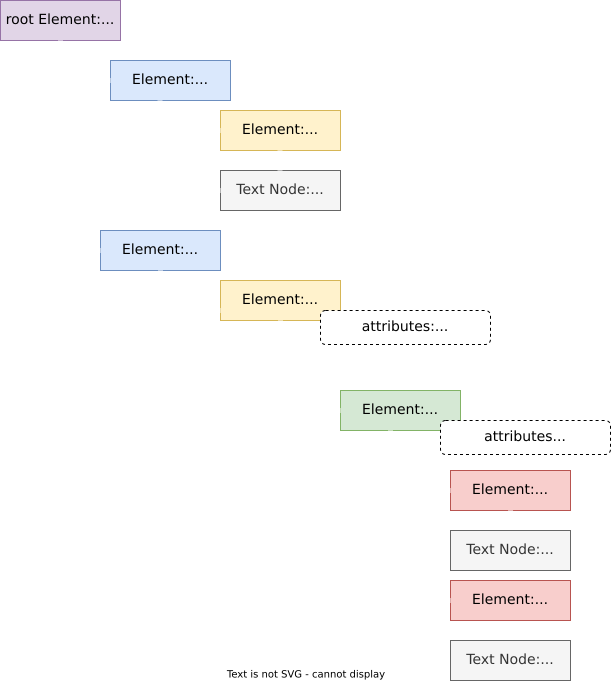 root Element:...
Element:...
Element:...
Text Node:...
Element:...
Element:...
attributes:...
Element:...
attributes...
Element:...
Text Node:...
Element:...
Text Node:...
Text is not SVG - cannot display